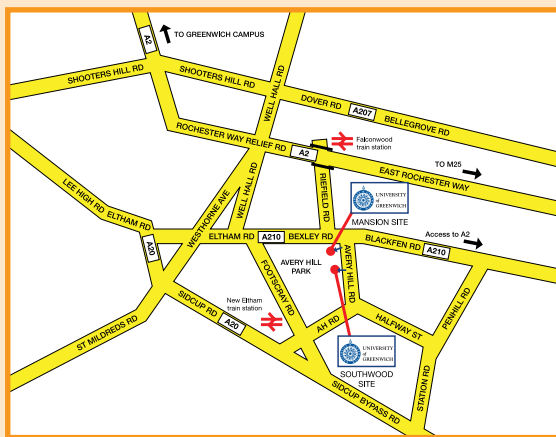 A2
TO GREENWICH CAMPUS
SHOOTERS HILL RD
SHOOTERS HILL RD
WELL HALL RD
DOVER RD
A207
BELLEGROVE RD
ROCHESTER WAY RELIEF RD
A2
Falconwood
train station
TO M25
EAST ROCHESTER WAY
LEE HIGH RD
ELTHAM RD
WESTHORNE AVE
WELL HALL RD
RIEFIELD RD
UNIVERSITY
of
GREENWICH
MANSION SITE
A20
ELTHAM RD
A210
BEXLEY RD
BLACKFEN RD
A210
Access to A2
AVERY HILL
PARK
AVERY HILL RD
FOOTSCRAY RD
New Eltham
train station
SIDCUP RD
A20
ST MILDREDS RD
AH RD
HALFWAY ST
PENHILL RD
UNIVERSITY
of
GREENWICH
SOUTHWOOD
SITE
STATION RD
SIDCUP BYPASS RD